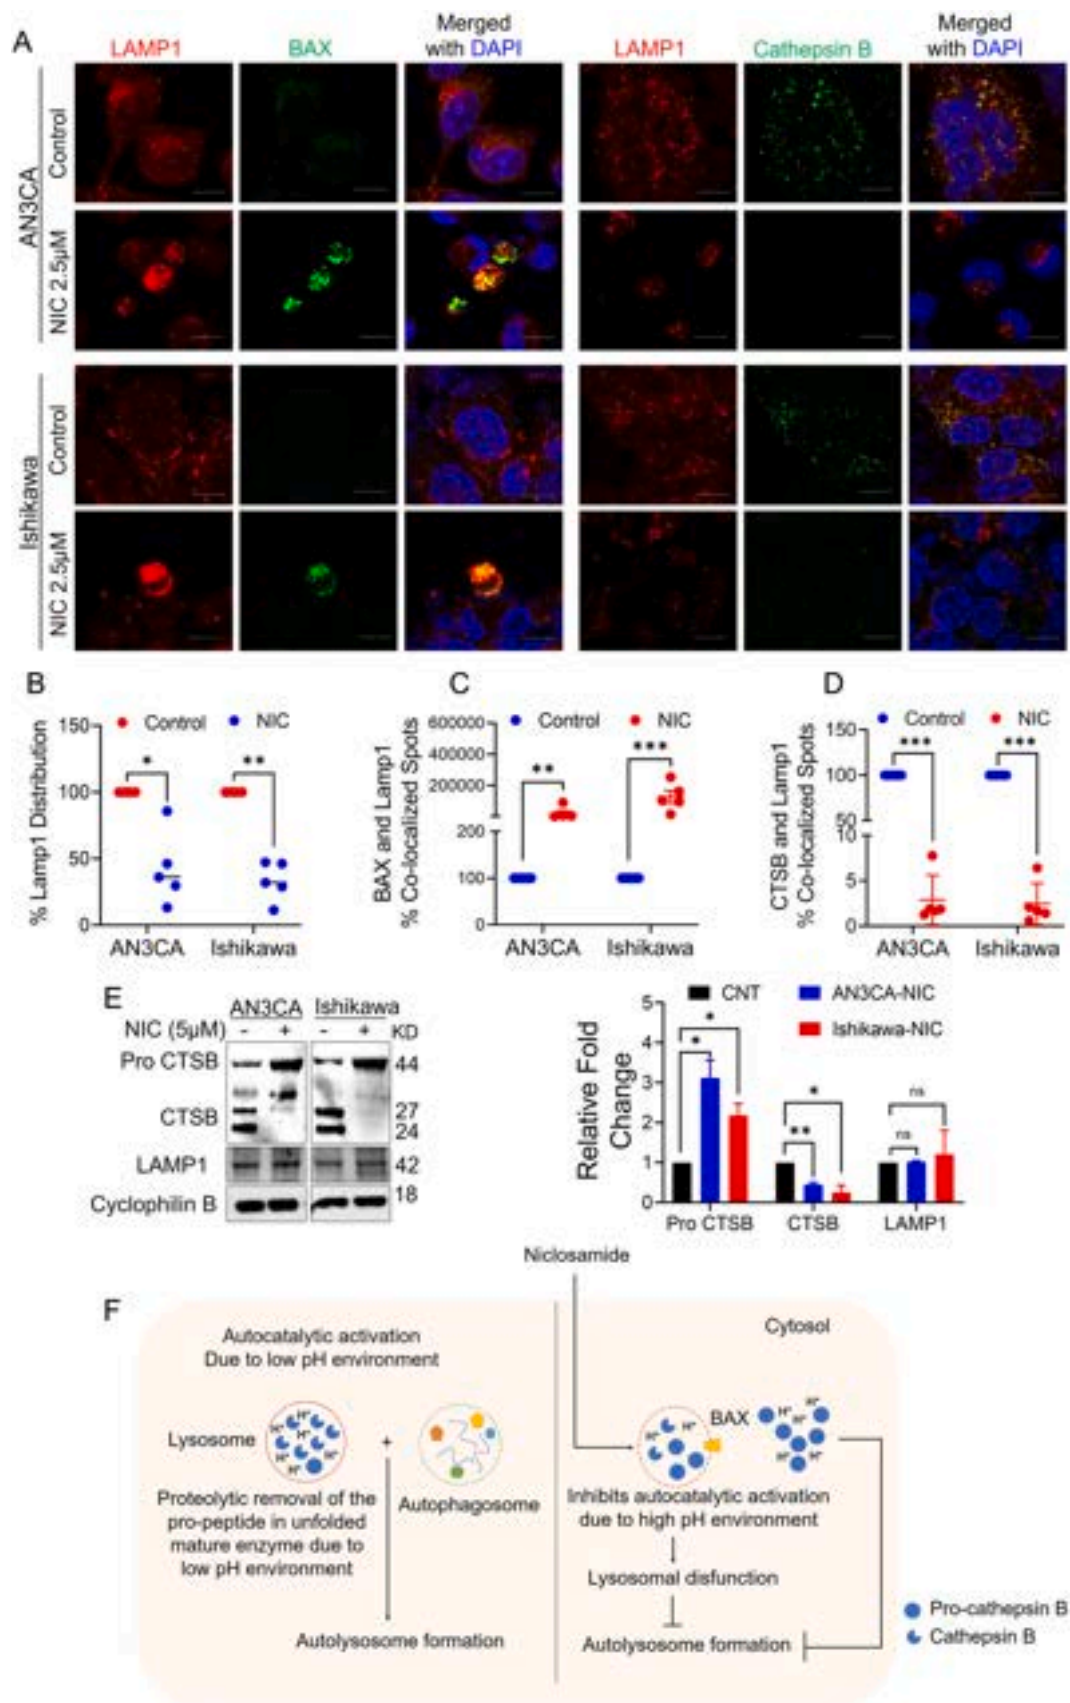 A
LAMP1
BAX
Merged
with DAPI
LAMP1
Cathepsin B
Merged
with DAPI
AN3CA
Control
NIC 2.5µM
Ishikawa
Control
NIC 2.5µM
B
Control
NIC
% Lamp1 Distribution
150
100
50
0
*
**
AN3CA
Ishikawa
C
Control
NIC
BAX and Lamp1
% Co-localized Spots
600000
400000
200000
200
100
0
**
***
AN3CA
Ishikawa
D
Control
NIC
CTSB and Lamp1
% Co-localized Spots
150
100
50
10
5
0
***
***
AN3CA
Ishikawa
E
AN3CA
Ishikawa
NIC (5µM)
-
+
-
+
KD
Pro CTSB
44
CTSB
27
24
LAMP1
42
Cyclophilin B
18
CNT
AN3CA-NIC
Ishikawa-NIC
Relative Fold
Change
5
4
3
2
1
0
*
*
*
**
ns
ns
Pro CTSB
CTSB
LAMP1
F
Niclosamide
Autocatalytic activation
Due to low pH environment
Cytosol
Lysosome
H⁺
H⁺
H⁺
H⁺
H⁺
H⁺
H⁺
+
Autophagosome
Proteolytic removal of the
pro-peptide in unfolded
mature enzyme due to
low pH environment
Autolysosome formation
H⁺
H⁺
BAX
H⁺
H⁺
H⁺
H⁺
H⁺
Inhibits autocatalytic activation
due to high pH environment
Lysosomal disfunction
Autolysosome formation
Pro-cathepsin B
Cathepsin B